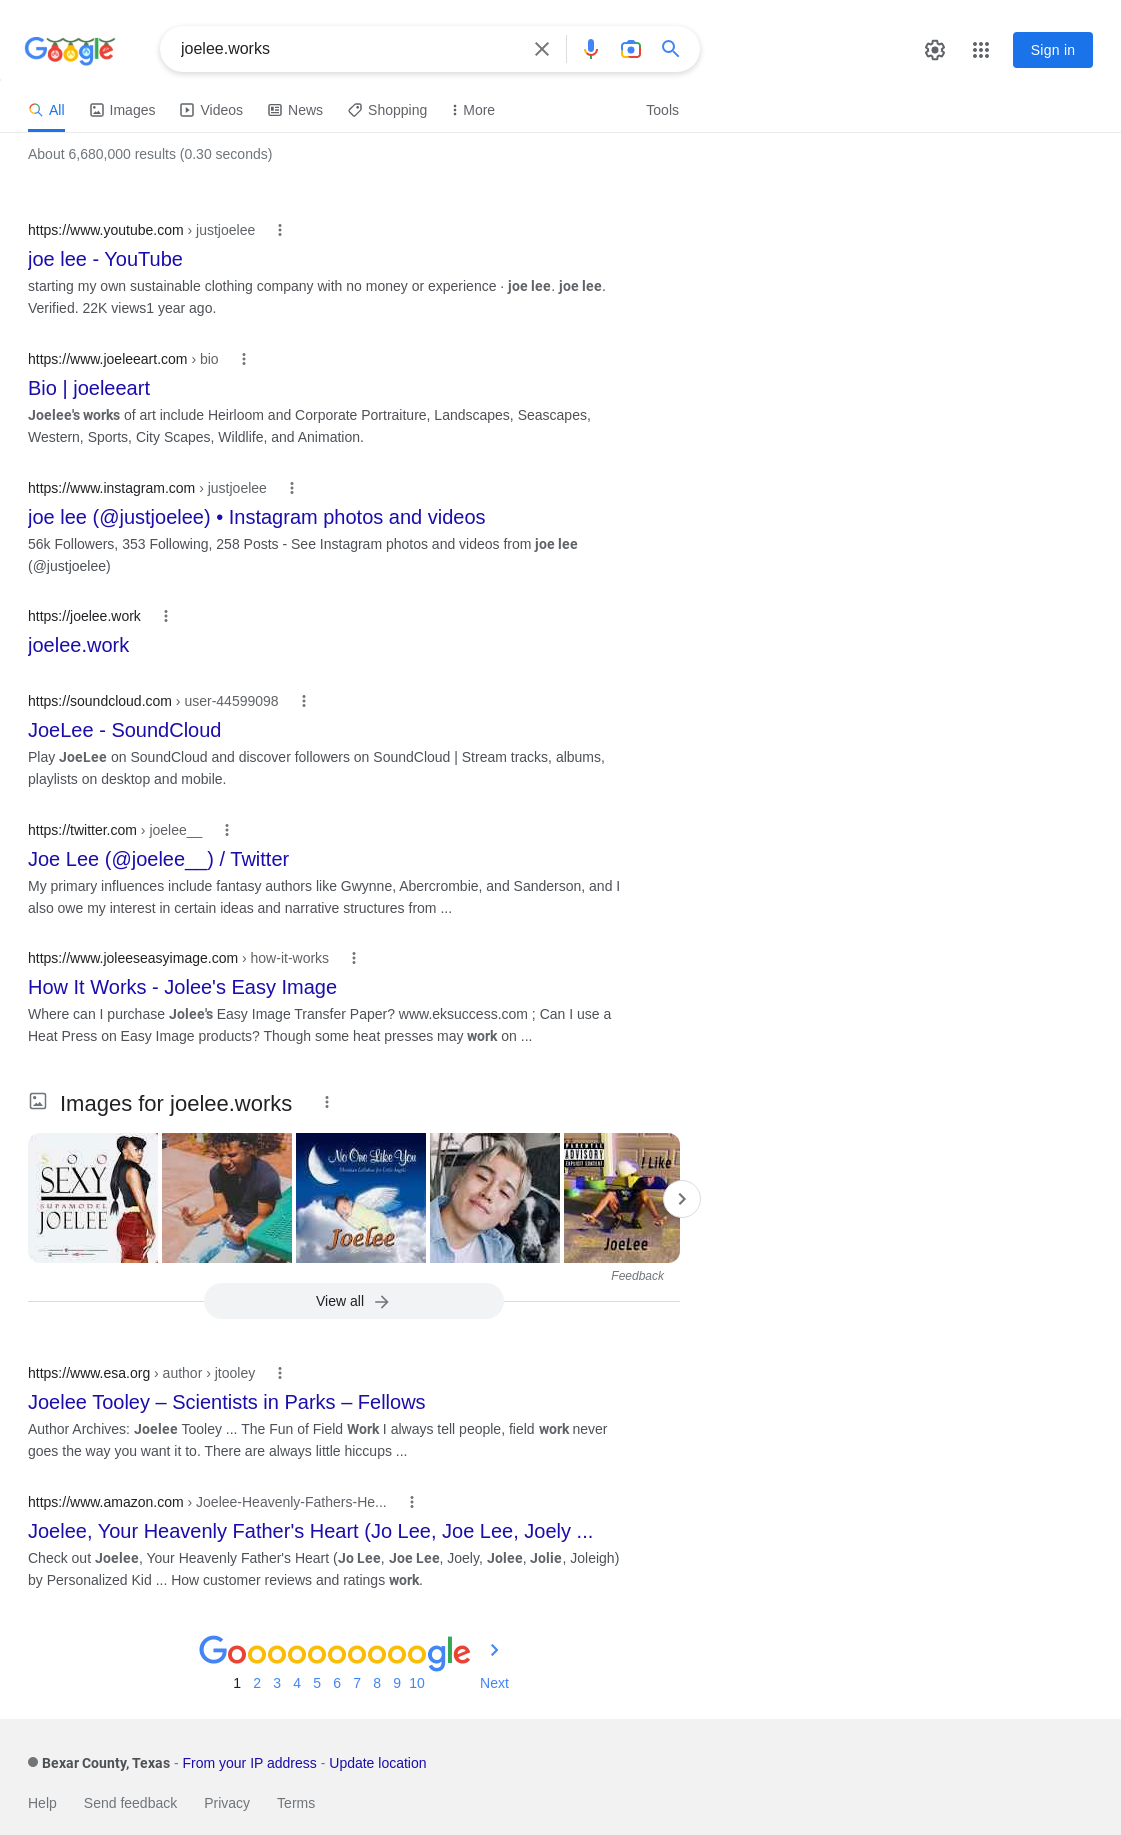 Google
joelee.works
Sign in
All
Images
Videos
News
Shopping
More
Tools
About 6,680,000 results (0.30 seconds)
https://www.youtube.com › justjoelee
joe lee - YouTube
starting my own sustainable clothing company with no money or experience · joe lee. joe lee.
Verified. 22K views1 year ago.
https://www.joeleeart.com › bio
Bio | joeleeart
Joelee's works of art include Heirloom and Corporate Portraiture, Landscapes, Seascapes,
Western, Sports, City Scapes, Wildlife, and Animation.
https://www.instagram.com › justjoelee
joe lee (@justjoelee) • Instagram photos and videos
56k Followers, 353 Following, 258 Posts - See Instagram photos and videos from joe lee
(@justjoelee)
https://joelee.work
joelee.work
https://soundcloud.com › user-44599098
JoeLee - SoundCloud
Play JoeLee on SoundCloud and discover followers on SoundCloud | Stream tracks, albums,
playlists on desktop and mobile.
https://twitter.com › joelee__
Joe Lee (@joelee__) / Twitter
My primary influences include fantasy authors like Gwynne, Abercrombie, and Sanderson, and I
also owe my interest in certain ideas and narrative structures from ...
https://www.joleeseasyimage.com › how-it-works
How It Works - Jolee's Easy Image
Where can I purchase Jolee's Easy Image Transfer Paper? www.eksuccess.com ; Can I use a
Heat Press on Easy Image products? Though some heat presses may work on ...
Images for joelee.works
SOO
SEXY
SUPAMODEL
JOELEE
No One Like You
Joelee
PARENTAL
ADVISORY
EXPLICIT CONTENT
I Like
JoeLee
Feedback
View all
https://www.esa.org › author › jtooley
Joelee Tooley – Scientists in Parks – Fellows
Author Archives: Joelee Tooley ... The Fun of Field Work I always tell people, field work never
goes the way you want it to. There are always little hiccups ...
https://www.amazon.com › Joelee-Heavenly-Fathers-He...
Joelee, Your Heavenly Father's Heart (Jo Lee, Joe Lee, Joely ...
Check out Joelee, Your Heavenly Father's Heart (Jo Lee, Joe Lee, Joely, Jolee, Jolie, Joleigh)
by Personalized Kid ... How customer reviews and ratings work.
Goooooooooogle
1 2 3 4 5 6 7 8 9 10 Next
Bexar County, Texas - From your IP address - Update location
Help Send feedback Privacy Terms